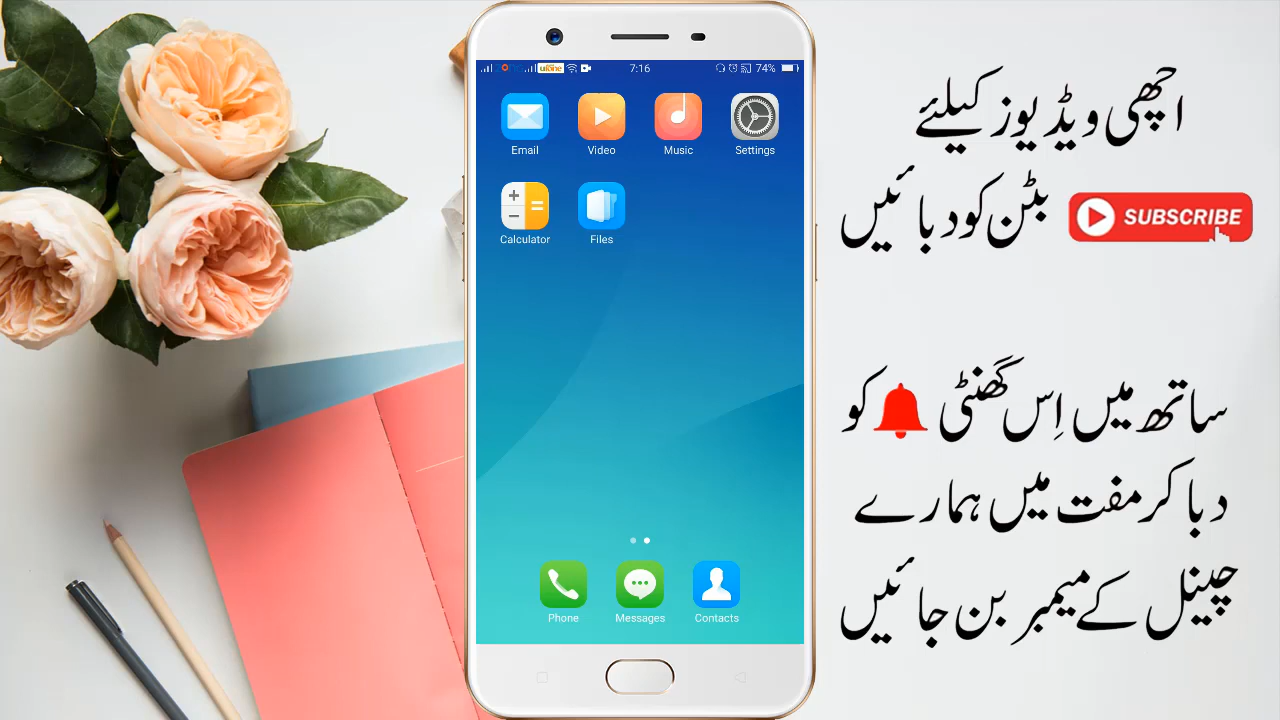 ufone 7:16 74%
Email Video Music Settings
Calculator Files
Phone Messages Contacts
اچھی ویڈیوز کیلئے
SUBSCRIBE بٹن کو دبائیں
ساتھ میں اِس گھنٹی کو
دبا کر مفت میں ہمارے
چینل کے میمبر بن جائیں